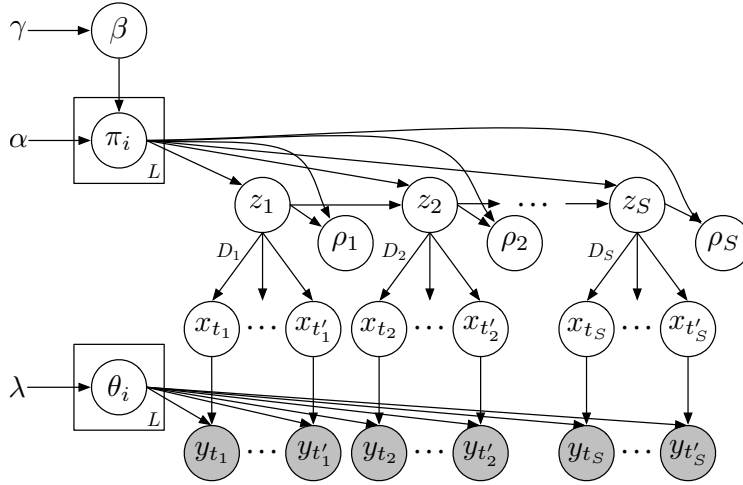 γ β
α π_i L
z_1 z_2 ... z_S
ρ_1 ρ_2 ρ_S
D_1 D_2 D_S
x_{t_1} ... x_{t'_1} x_{t_2} ... x_{t'_2} x_{t_S} ... x_{t'_S}
λ θ_i L
y_{t_1} ... y_{t'_1} y_{t_2} ... y_{t'_2} y_{t_S} ... y_{t'_S}